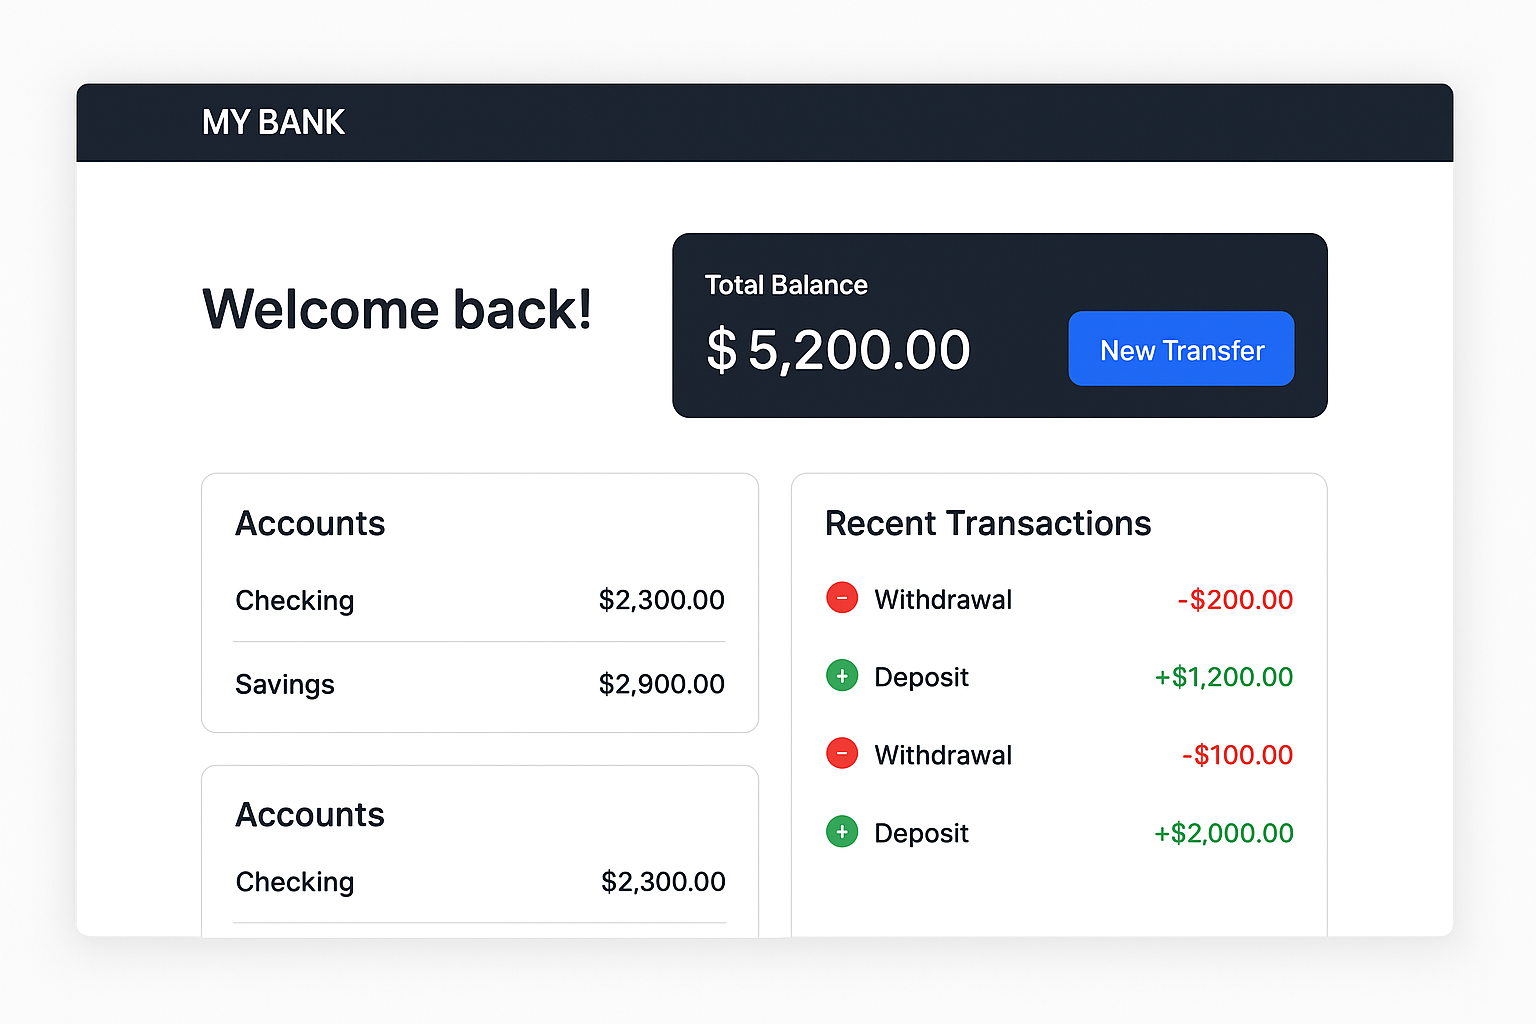 MY BANK
Welcome back!
Total Balance
$ 5,200.00
New Transfer
Accounts
Checking $2,300.00
Savings $2,900.00
Accounts
Checking $2,300.00
Recent Transactions
− Withdrawal -$200.00
+ Deposit +$1,200.00
− Withdrawal -$100.00
+ Deposit +$2,000.00